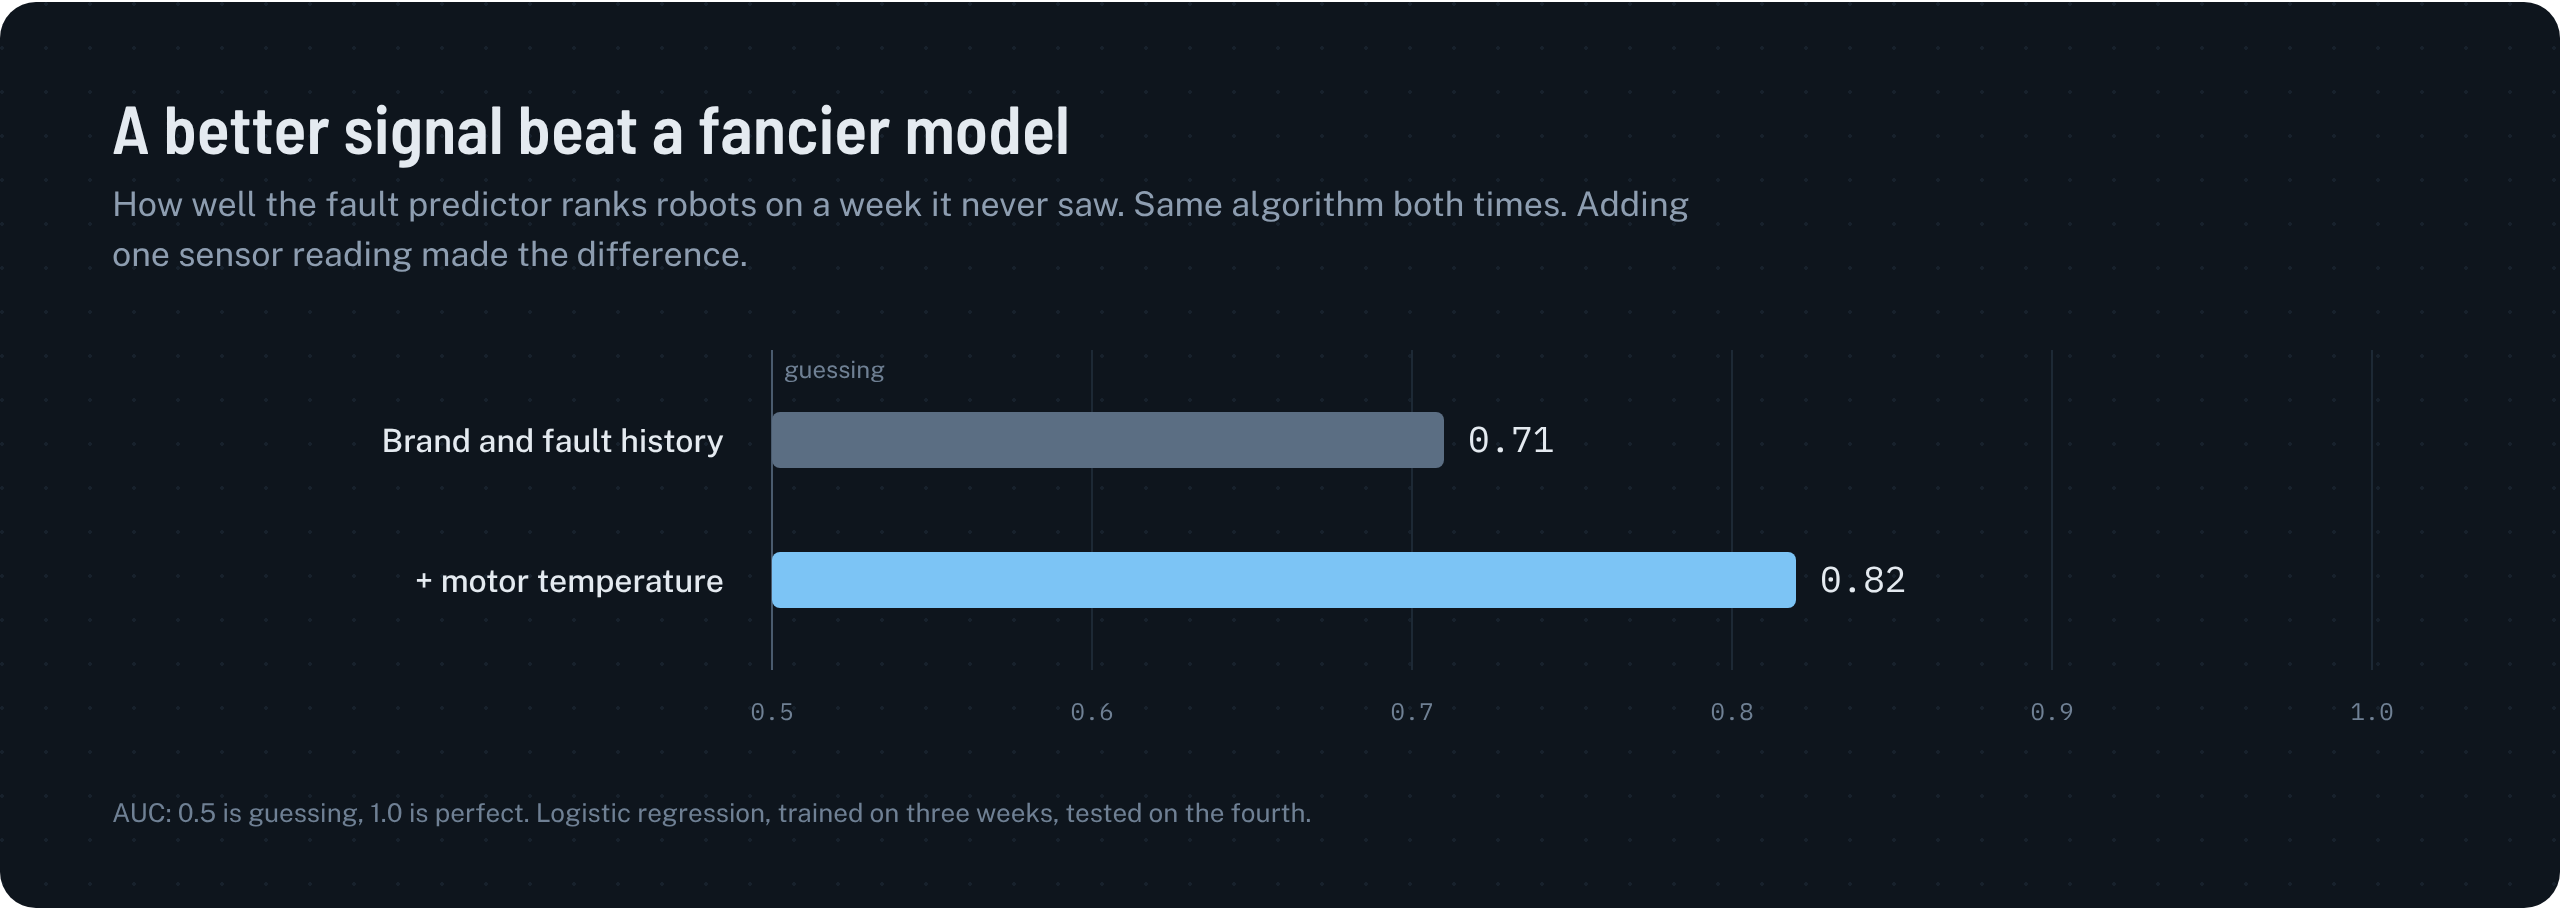 A better signal beat a fancier model
How well the fault predictor ranks robots on a week it never saw. Same algorithm both times. Adding
one sensor reading made the difference.
guessing
Brand and fault history 0.71
+ motor temperature 0.82
0.5 0.6 0.7 0.8 0.9 1.0
AUC: 0.5 is guessing, 1.0 is perfect. Logistic regression, trained on three weeks, tested on the fourth.